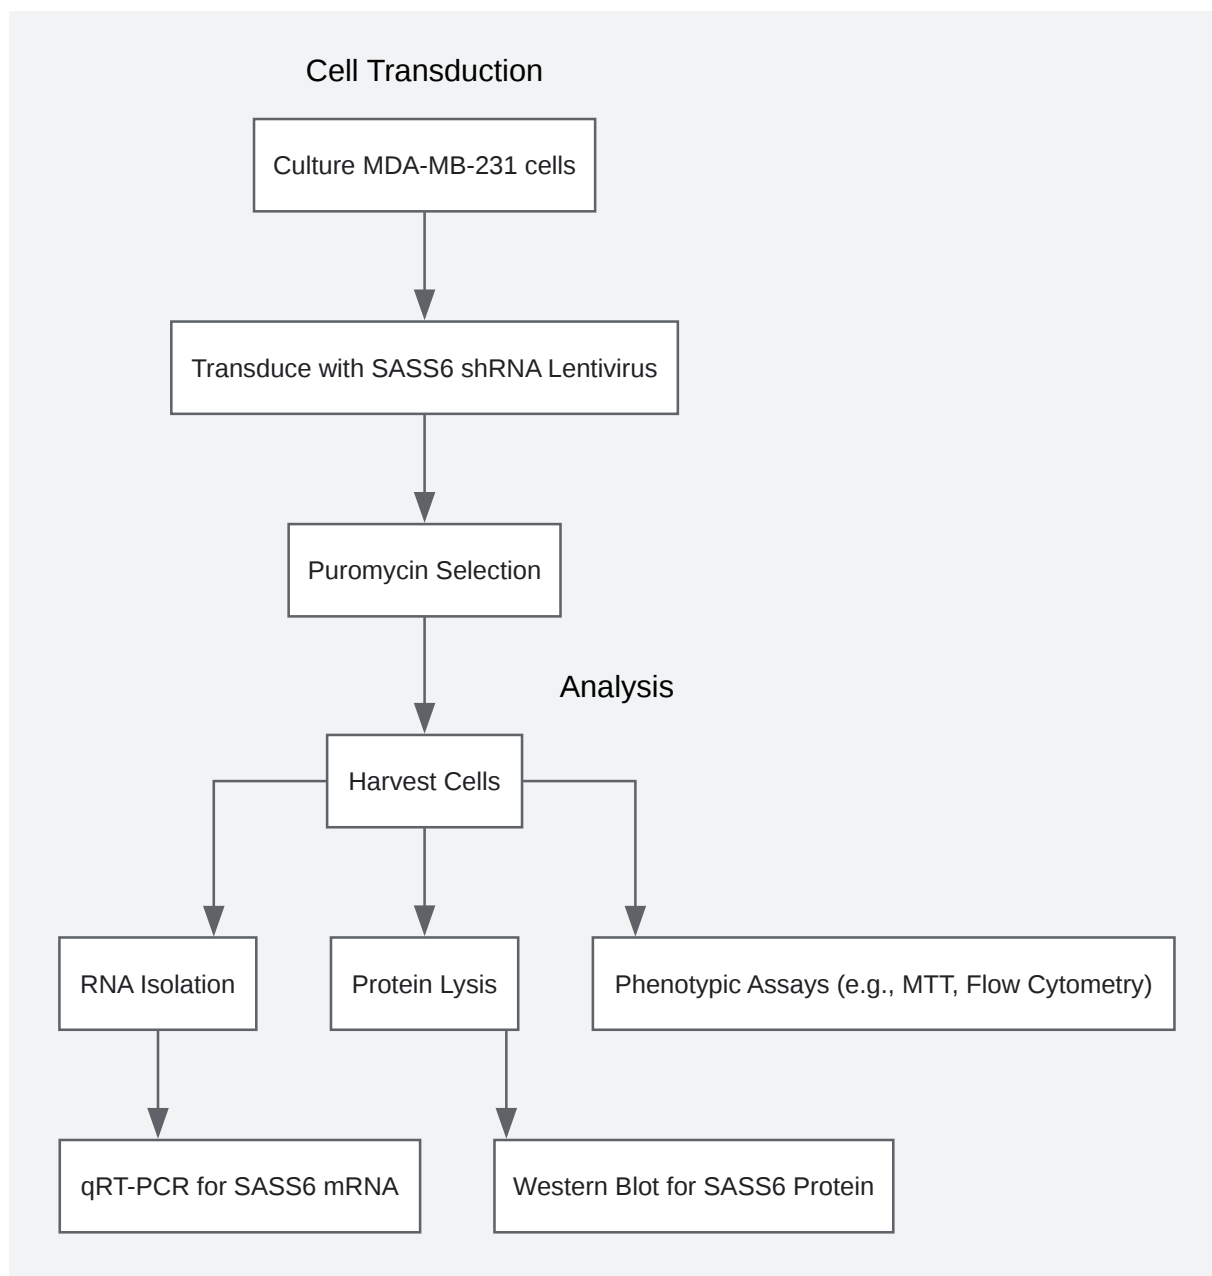 Cell Transduction
Culture MDA-MB-231 cells
Transduce with SASS6 shRNA Lentivirus
Puromycin Selection
Analysis
Harvest Cells
RNA Isolation
Protein Lysis
Phenotypic Assays (e.g., MTT, Flow Cytometry)
qRT-PCR for SASS6 mRNA
Western Blot for SASS6 Protein